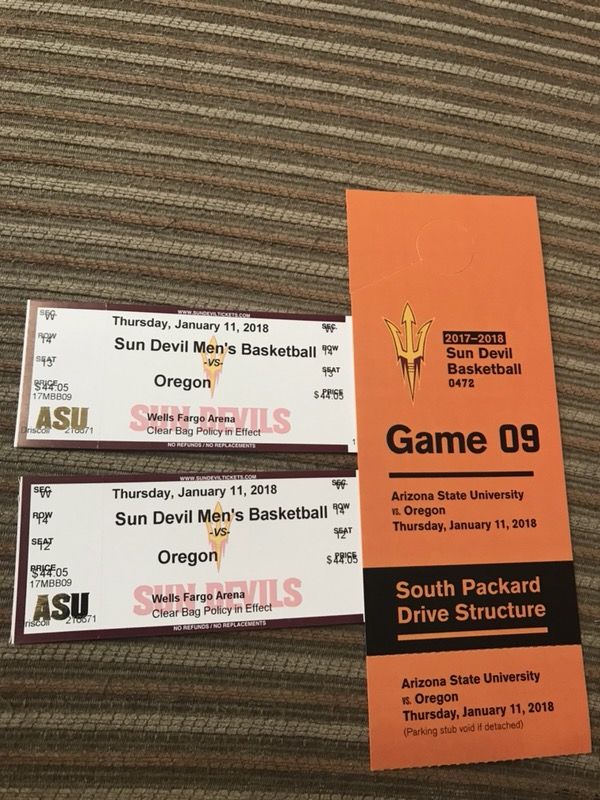 WWW.SUNDEVILTICKETS.COM
Thursday, January 11, 2018
Sun Devil Men's Basketball
-VS-
Oregon
SUN DEVILS
Wells Fargo Arena
Clear Bag Policy in Effect
NO REFUNDS / NO REPLACEMENTS
SEC
W
ROW
14
SEAT
13
PRICE
$44.05
17MBB09
ASU
Driscoll 216671
SEC
W
ROW
14
SEAT
13
PRICE
$44.05
1
WWW.SUNDEVILTICKETS.COM
Thursday, January 11, 2018
Sun Devil Men's Basketball
-VS-
Oregon
SUN DEVILS
Wells Fargo Arena
Clear Bag Policy in Effect
NO REFUNDS / NO REPLACEMENTS
SEC
W
ROW
14
SEAT
12
PRICE
$44.05
17MBB09
ASU
riscoll 216671
SEC
W
ROW
14
SEAT
12
PRICE
$44.05
2017–2018
Sun Devil
Basketball
0472
Game 09
Arizona State University
vs. Oregon
Thursday, January 11, 2018
South Packard
Drive Structure
Arizona State University
vs. Oregon
Thursday, January 11, 2018
(Parking stub void if detached)